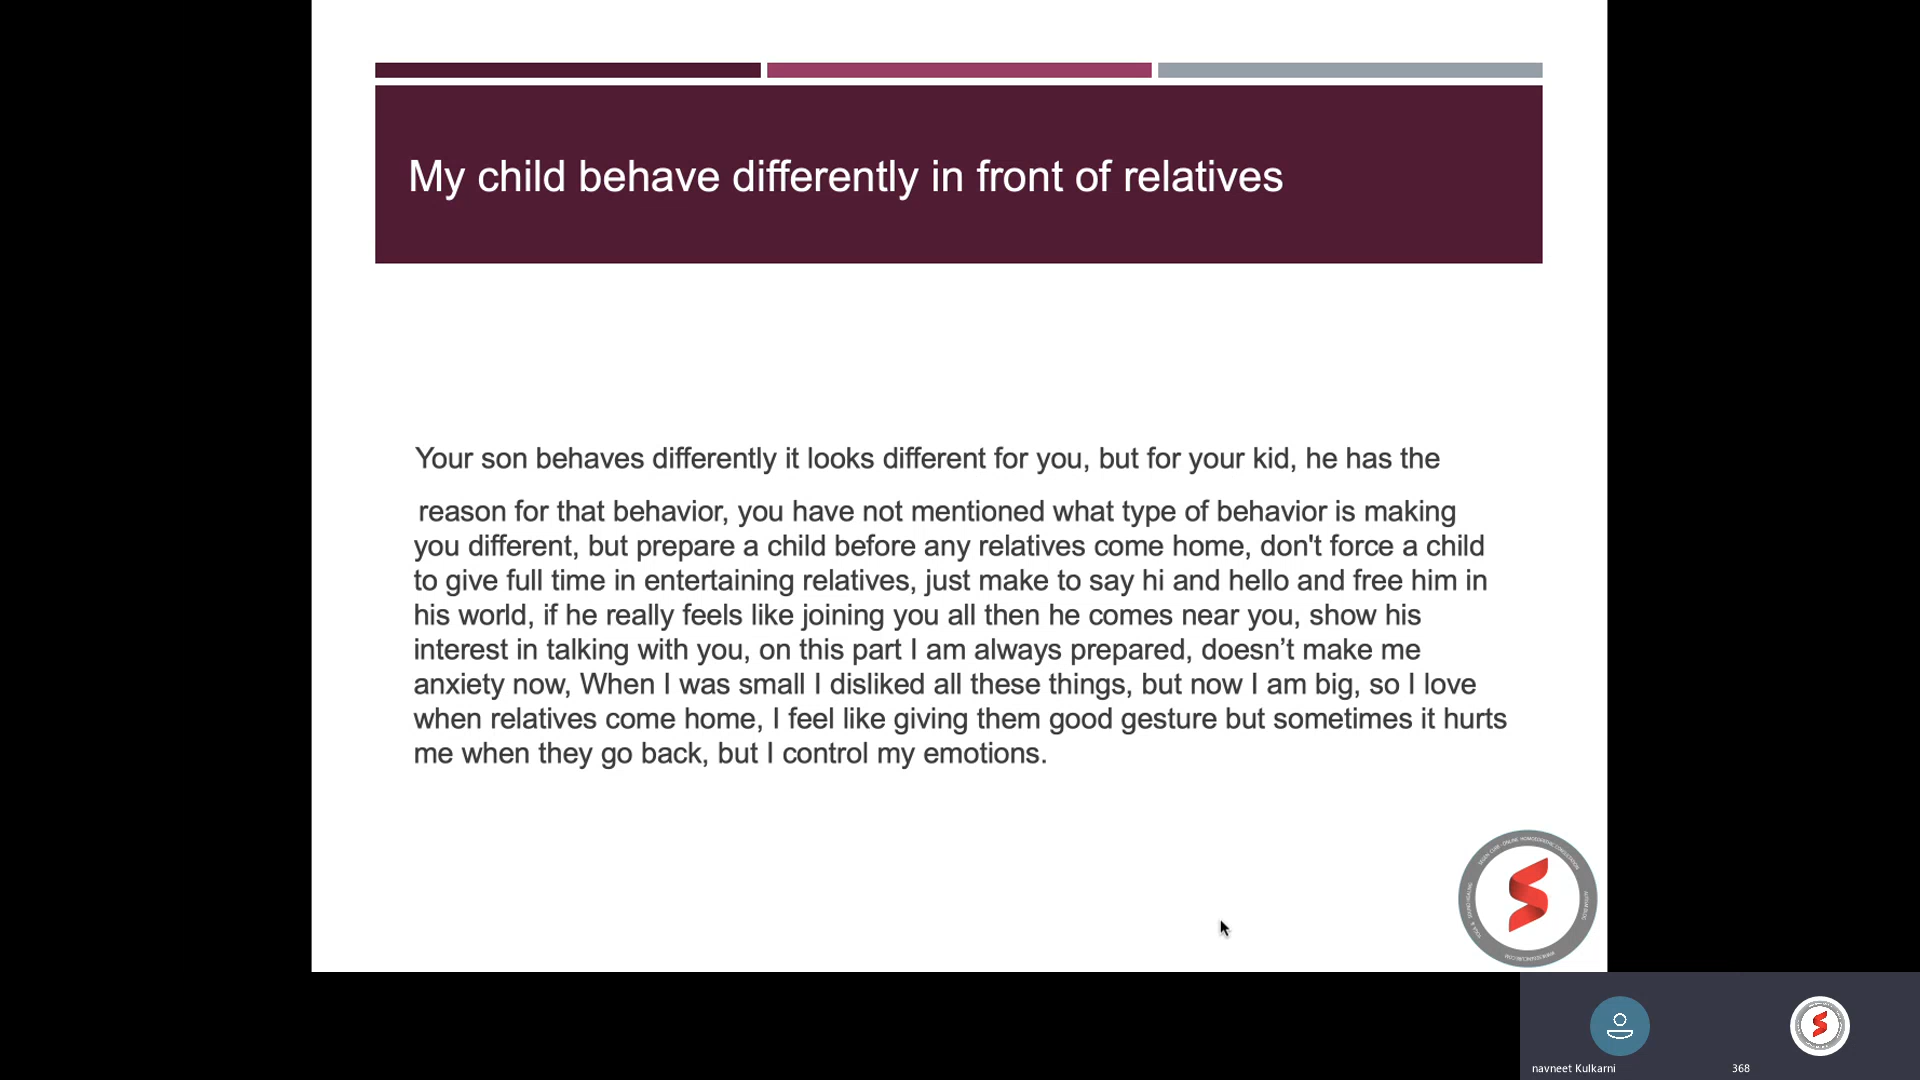 My child behave differently in front of relatives
Your son behaves differently it looks different for you, but for your kid, he has the
reason for that behavior, you have not mentioned what type of behavior is making
you different, but prepare a child before any relatives come home, don't force a child
to give full time in entertaining relatives, just make to say hi and hello and free him in
his world, if he really feels like joining you all then he comes near you, show his
interest in talking with you, on this part I am always prepared, doesn’t make me
anxiety now, When I was small I disliked all these things, but now I am big, so I love
when relatives come home, I feel like giving them good gesture but sometimes it hurts
me when they go back, but I control my emotions.
navneet Kulkarni
368